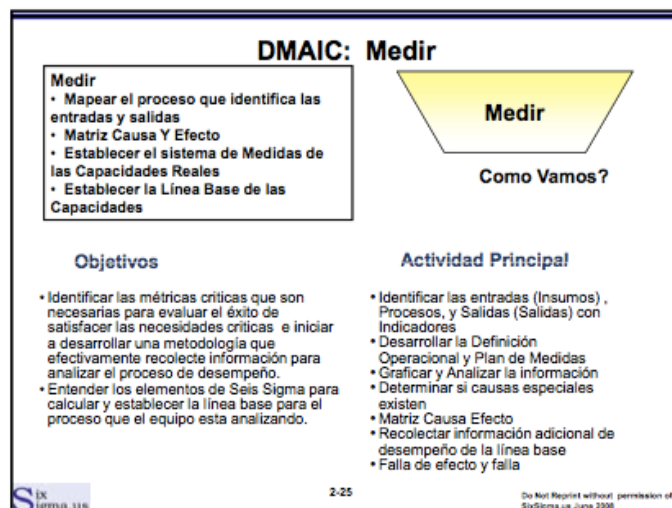 DMAIC: Medir
Medir
• Mapear el proceso que identifica las
entradas y salidas
• Matriz Causa Y Efecto
• Establecer el sistema de Medidas de
las Capacidades Reales
• Establecer la Línea Base de las
Capacidades
Medir
Como Vamos?
Objetivos
• Identificar las métricas criticas que son
necesarias para evaluar el éxito de
satisfacer las necesidades criticas e iniciar
a desarrollar una metodología que
efectivamente recolecte información para
analizar el proceso de desempeño.
• Entender los elementos de Seis Sigma para
calcular y establecer la línea base para el
proceso que el equipo esta analizando.
Actividad Principal
• Identificar las entradas (Insumos) ,
Procesos, y Salidas (Salidas) con
Indicadores
• Desarrollar la Definición
Operacional y Plan de Medidas
• Graficar y Analizar la información
• Determinar si causas especiales
existen
• Matriz Causa Efecto
• Recolectar información adicional de
desempeño de la línea base
• Falla de efecto y falla
Six
Sigma.us
2-25
Do Not Reprint without permission of
SixSigma.us June 2008